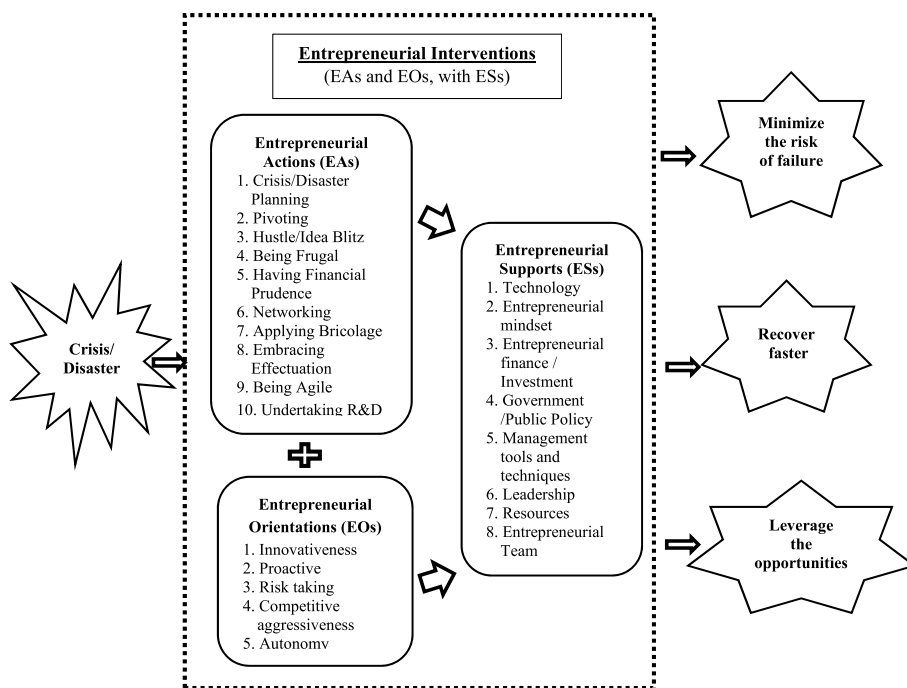 Entrepreneurial Interventions
(EAs and EOs, with ESs)
Entrepreneurial
Actions (EAs)
1. Crisis/Disaster
Planning
2. Pivoting
3. Hustle/Idea Blitz
4. Being Frugal
5. Having Financial
Prudence
6. Networking
7. Applying Bricolage
8. Embracing
Effectuation
9. Being Agile
10. Undertaking R&D
Crisis/
Disaster
Entrepreneurial
Orientations (EOs)
1. Innovativeness
2. Proactive
3. Risk taking
4. Competitive
aggressiveness
5. Autonomy
Entrepreneurial
Supports (ESs)
1. Technology
2. Entrepreneurial
mindset
3. Entrepreneurial
finance /
Investment
4. Government
/Public Policy
5. Management
tools and
techniques
6. Leadership
7. Resources
8. Entrepreneurial
Team
Minimize
the risk
of failure
Recover
faster
Leverage
the
opportunities